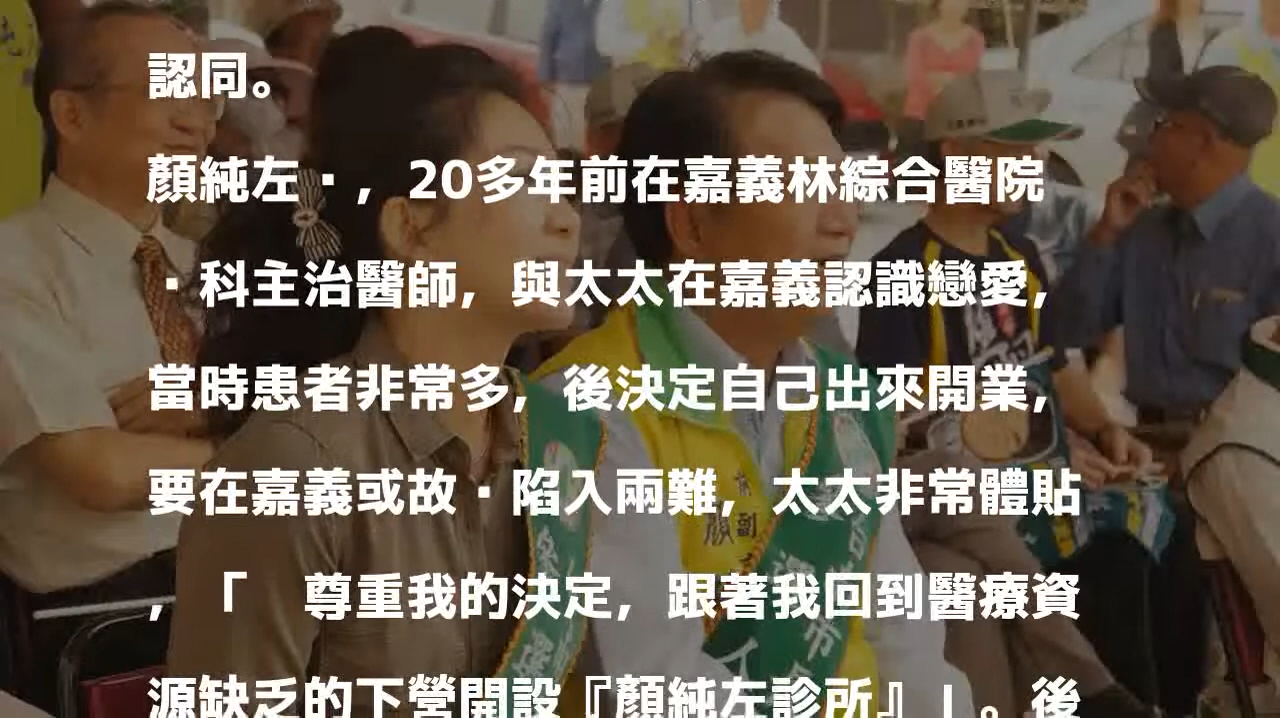 認同。
顏純左▪，20多年前在嘉義林綜合醫院
▪科主治醫師，與太太在嘉義認識戀愛，
當時患者非常多，後決定自己出來開業，
要在嘉義或故▪陷入兩難，太太非常體貼
，「　尊重我的決定，跟著我回到醫療資
源缺乏的下營開設『顏純左診所』」。後